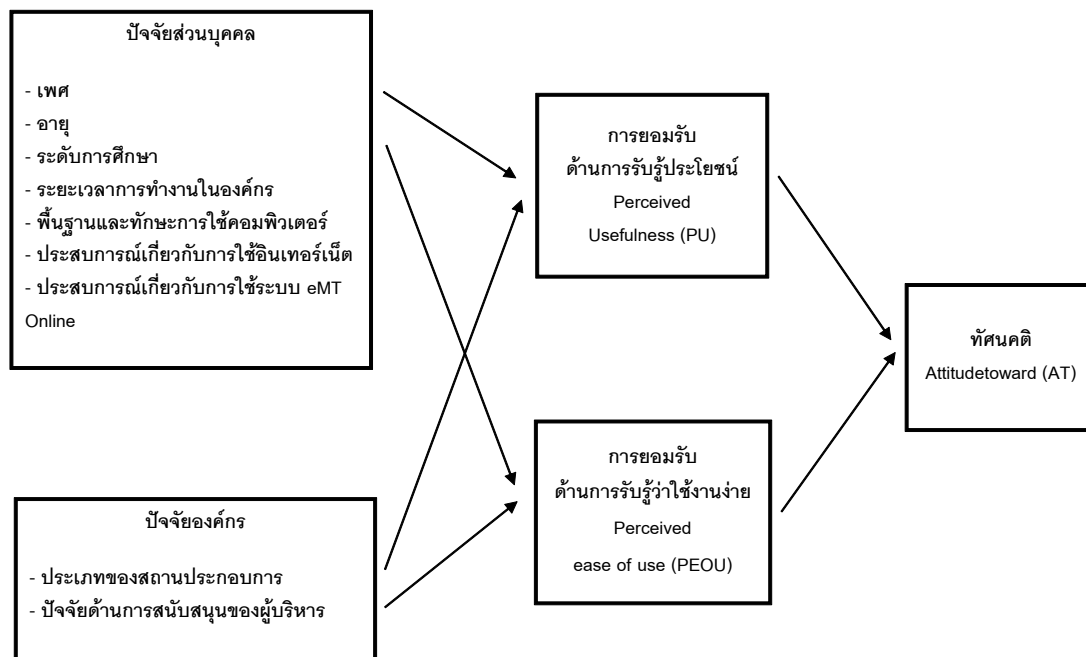 ปัจจัยส่วนบุคคล
- เพศ
- อายุ
- ระดับการศึกษา
- ระยะเวลาการทำงานในองค์กร
- พื้นฐานและทักษะการใช้คอมพิวเตอร์
- ประสบการณ์เกี่ยวกับการใช้อินเทอร์เน็ต
- ประสบการณ์เกี่ยวกับการใช้ระบบ eMT
Online
ปัจจัยองค์กร
- ประเภทของสถานประกอบการ
- ปัจจัยด้านการสนับสนุนของผู้บริหาร
การยอมรับ
ด้านการรับรู้ประโยชน์
Perceived
Usefulness (PU)
การยอมรับ
ด้านการรับรู้ว่าใช้งานง่าย
Perceived
ease of use (PEOU)
ทัศนคติ
Attitudetoward (AT)